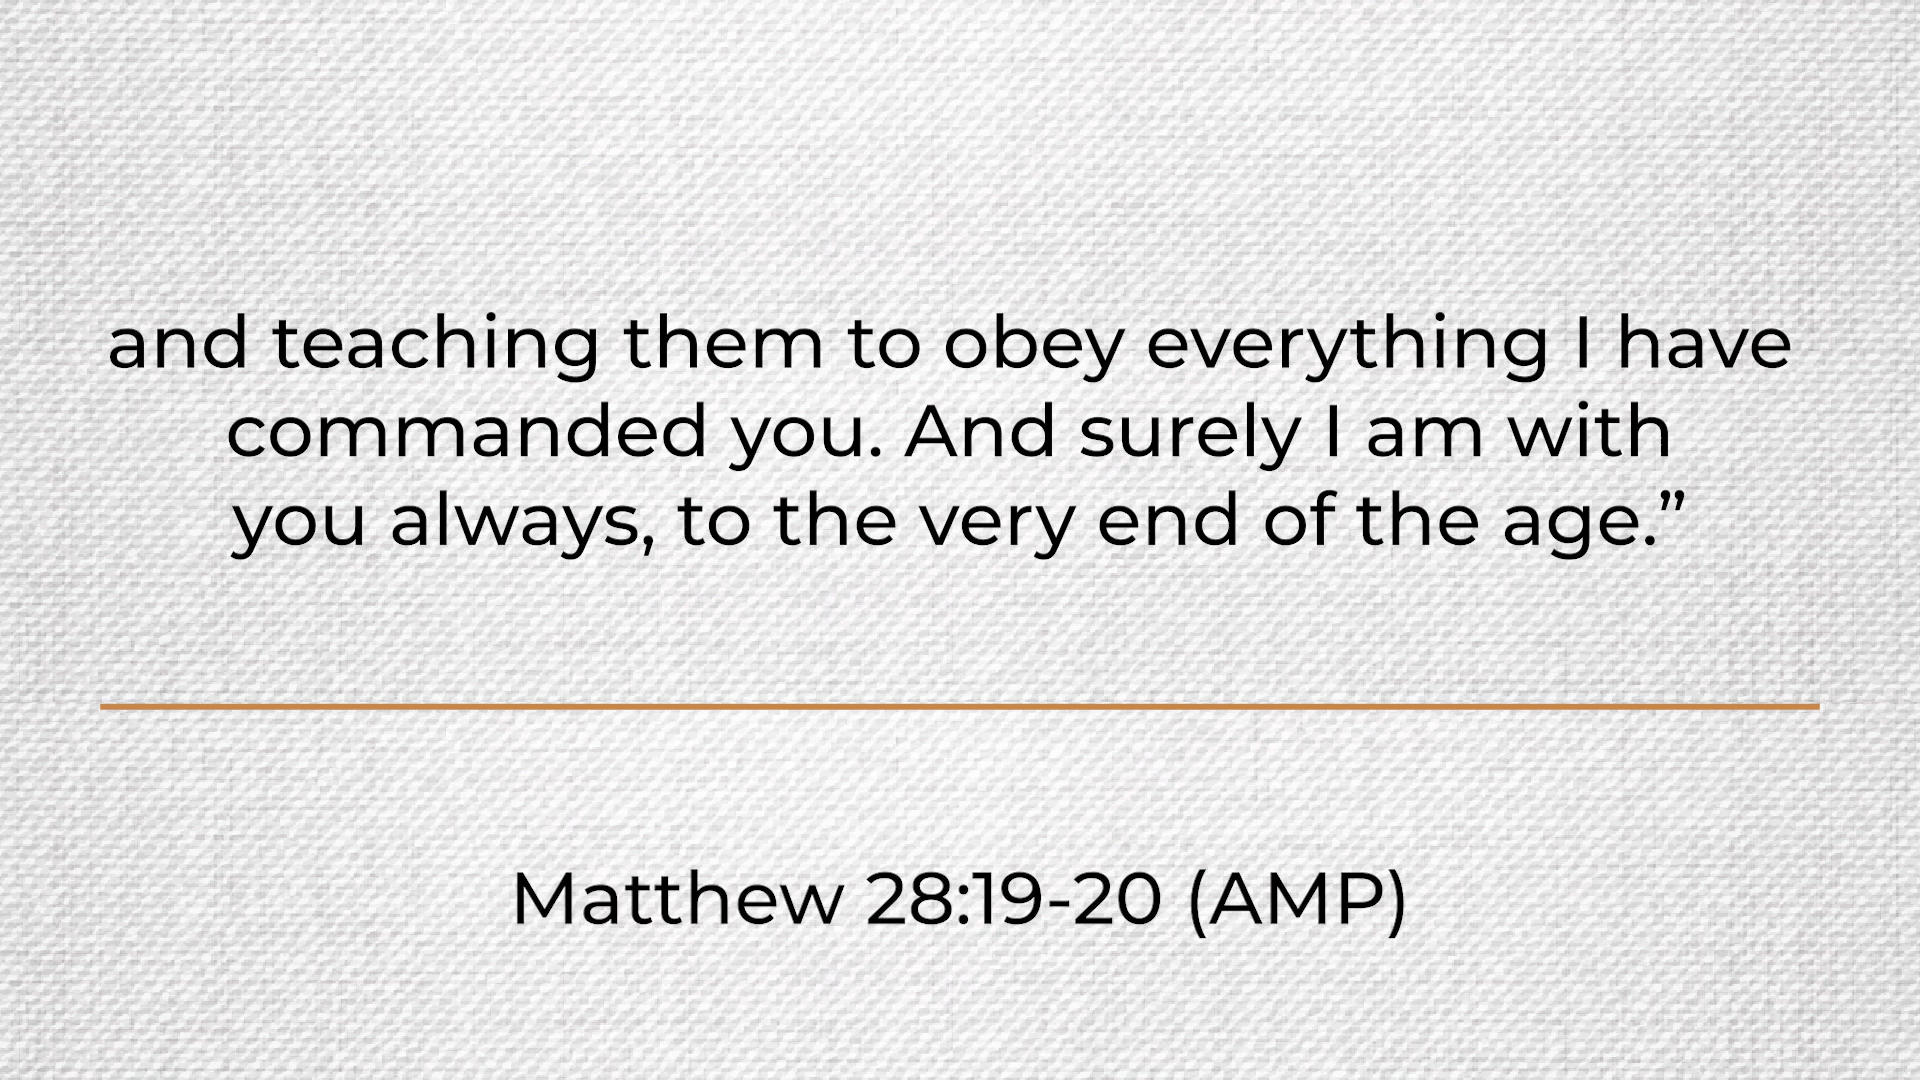 and teaching them to obey everything I have
commanded you. And surely I am with
you always, to the very end of the age.”
Matthew 28:19-20 (AMP)